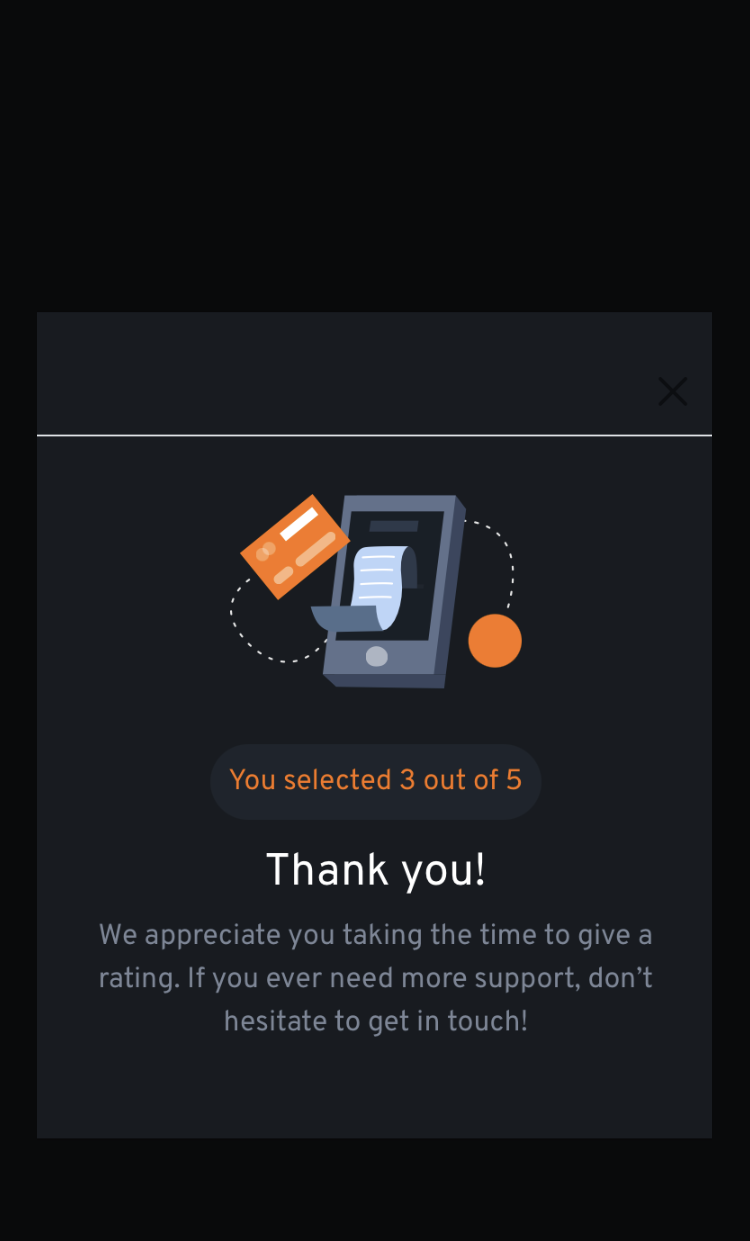 You selected 3 out of 5
Thank you!
We appreciate you taking the time to give a
rating. If you ever need more support, don’t
hesitate to get in touch!